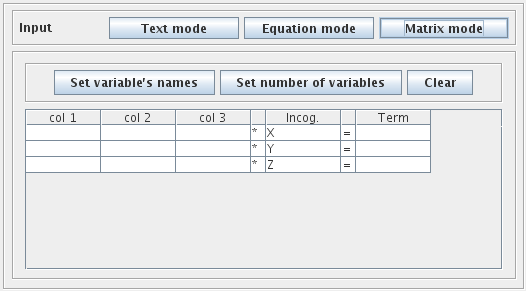 Input Text mode Equation mode Matrix mode
Set variable's names Set number of variables Clear
col 1 col 2 col 3 Incog. Term
* X =
* Y =
* Z =